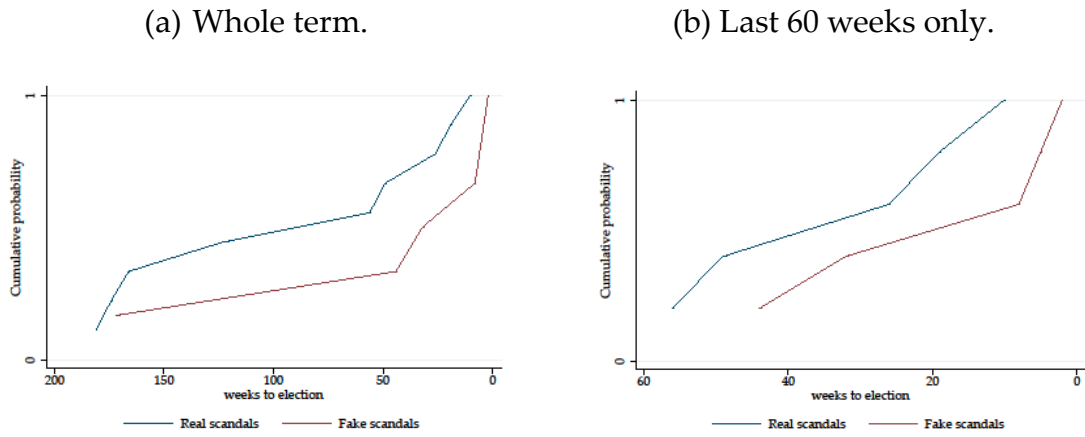 (a) Whole term.
Cumulative probability
1
0
200 150 100 50 0
weeks to election
Real scandals Fake scandals
(b) Last 60 weeks only.
Cumulative probability
1
0
60 40 20 0
weeks to election
Real scandals Fake scandals